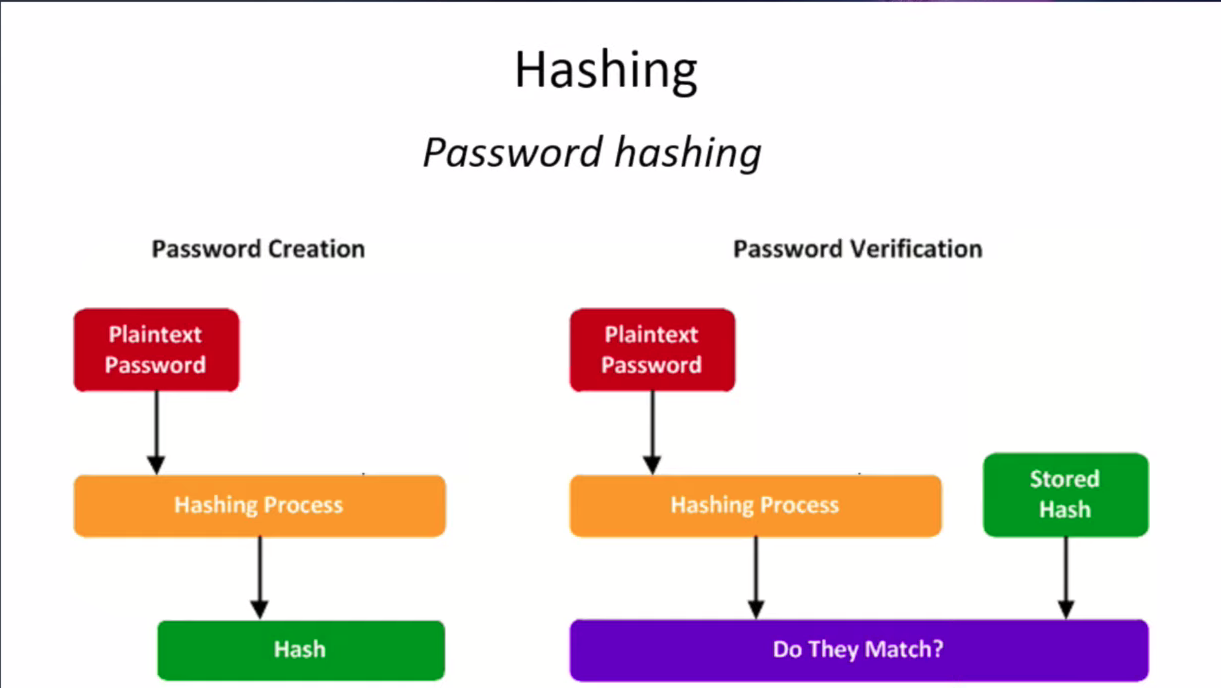 Hashing
Password hashing
Password Creation
Plaintext
Password
Hashing Process
Hash
Password Verification
Plaintext
Password
Hashing Process
Stored
Hash
Do They Match?